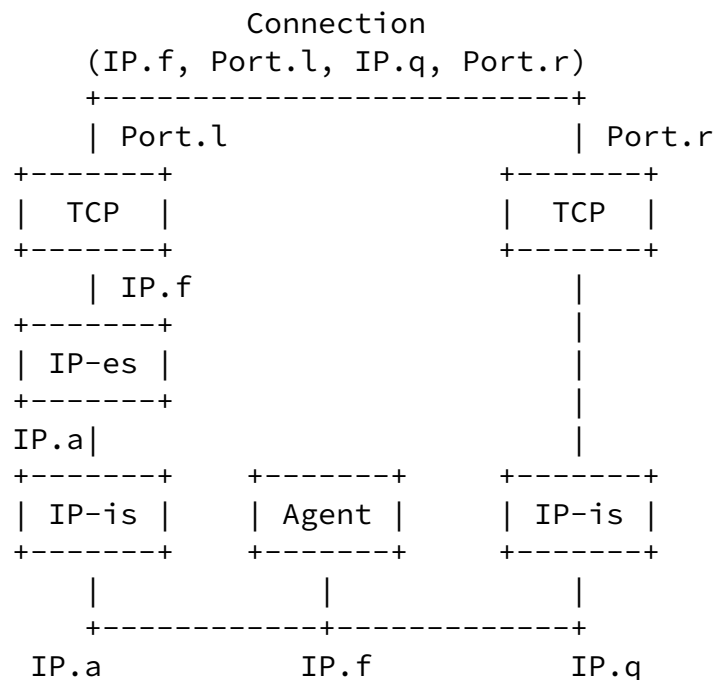 Connection
(IP.f, Port.l, IP.q, Port.r)
+--------------------------+
| Port.l | Port.r
+-------+ +-------+
| TCP | | TCP |
+-------+ +-------+
| IP.f |
+-------+ |
| IP-es | |
+-------+ |
IP.a| |
+-------+ +-------+ +-------+
| IP-is | | Agent | | IP-is |
+-------+ +-------+ +-------+
| | |
+------------+-------------+
IP.a IP.f IP.q